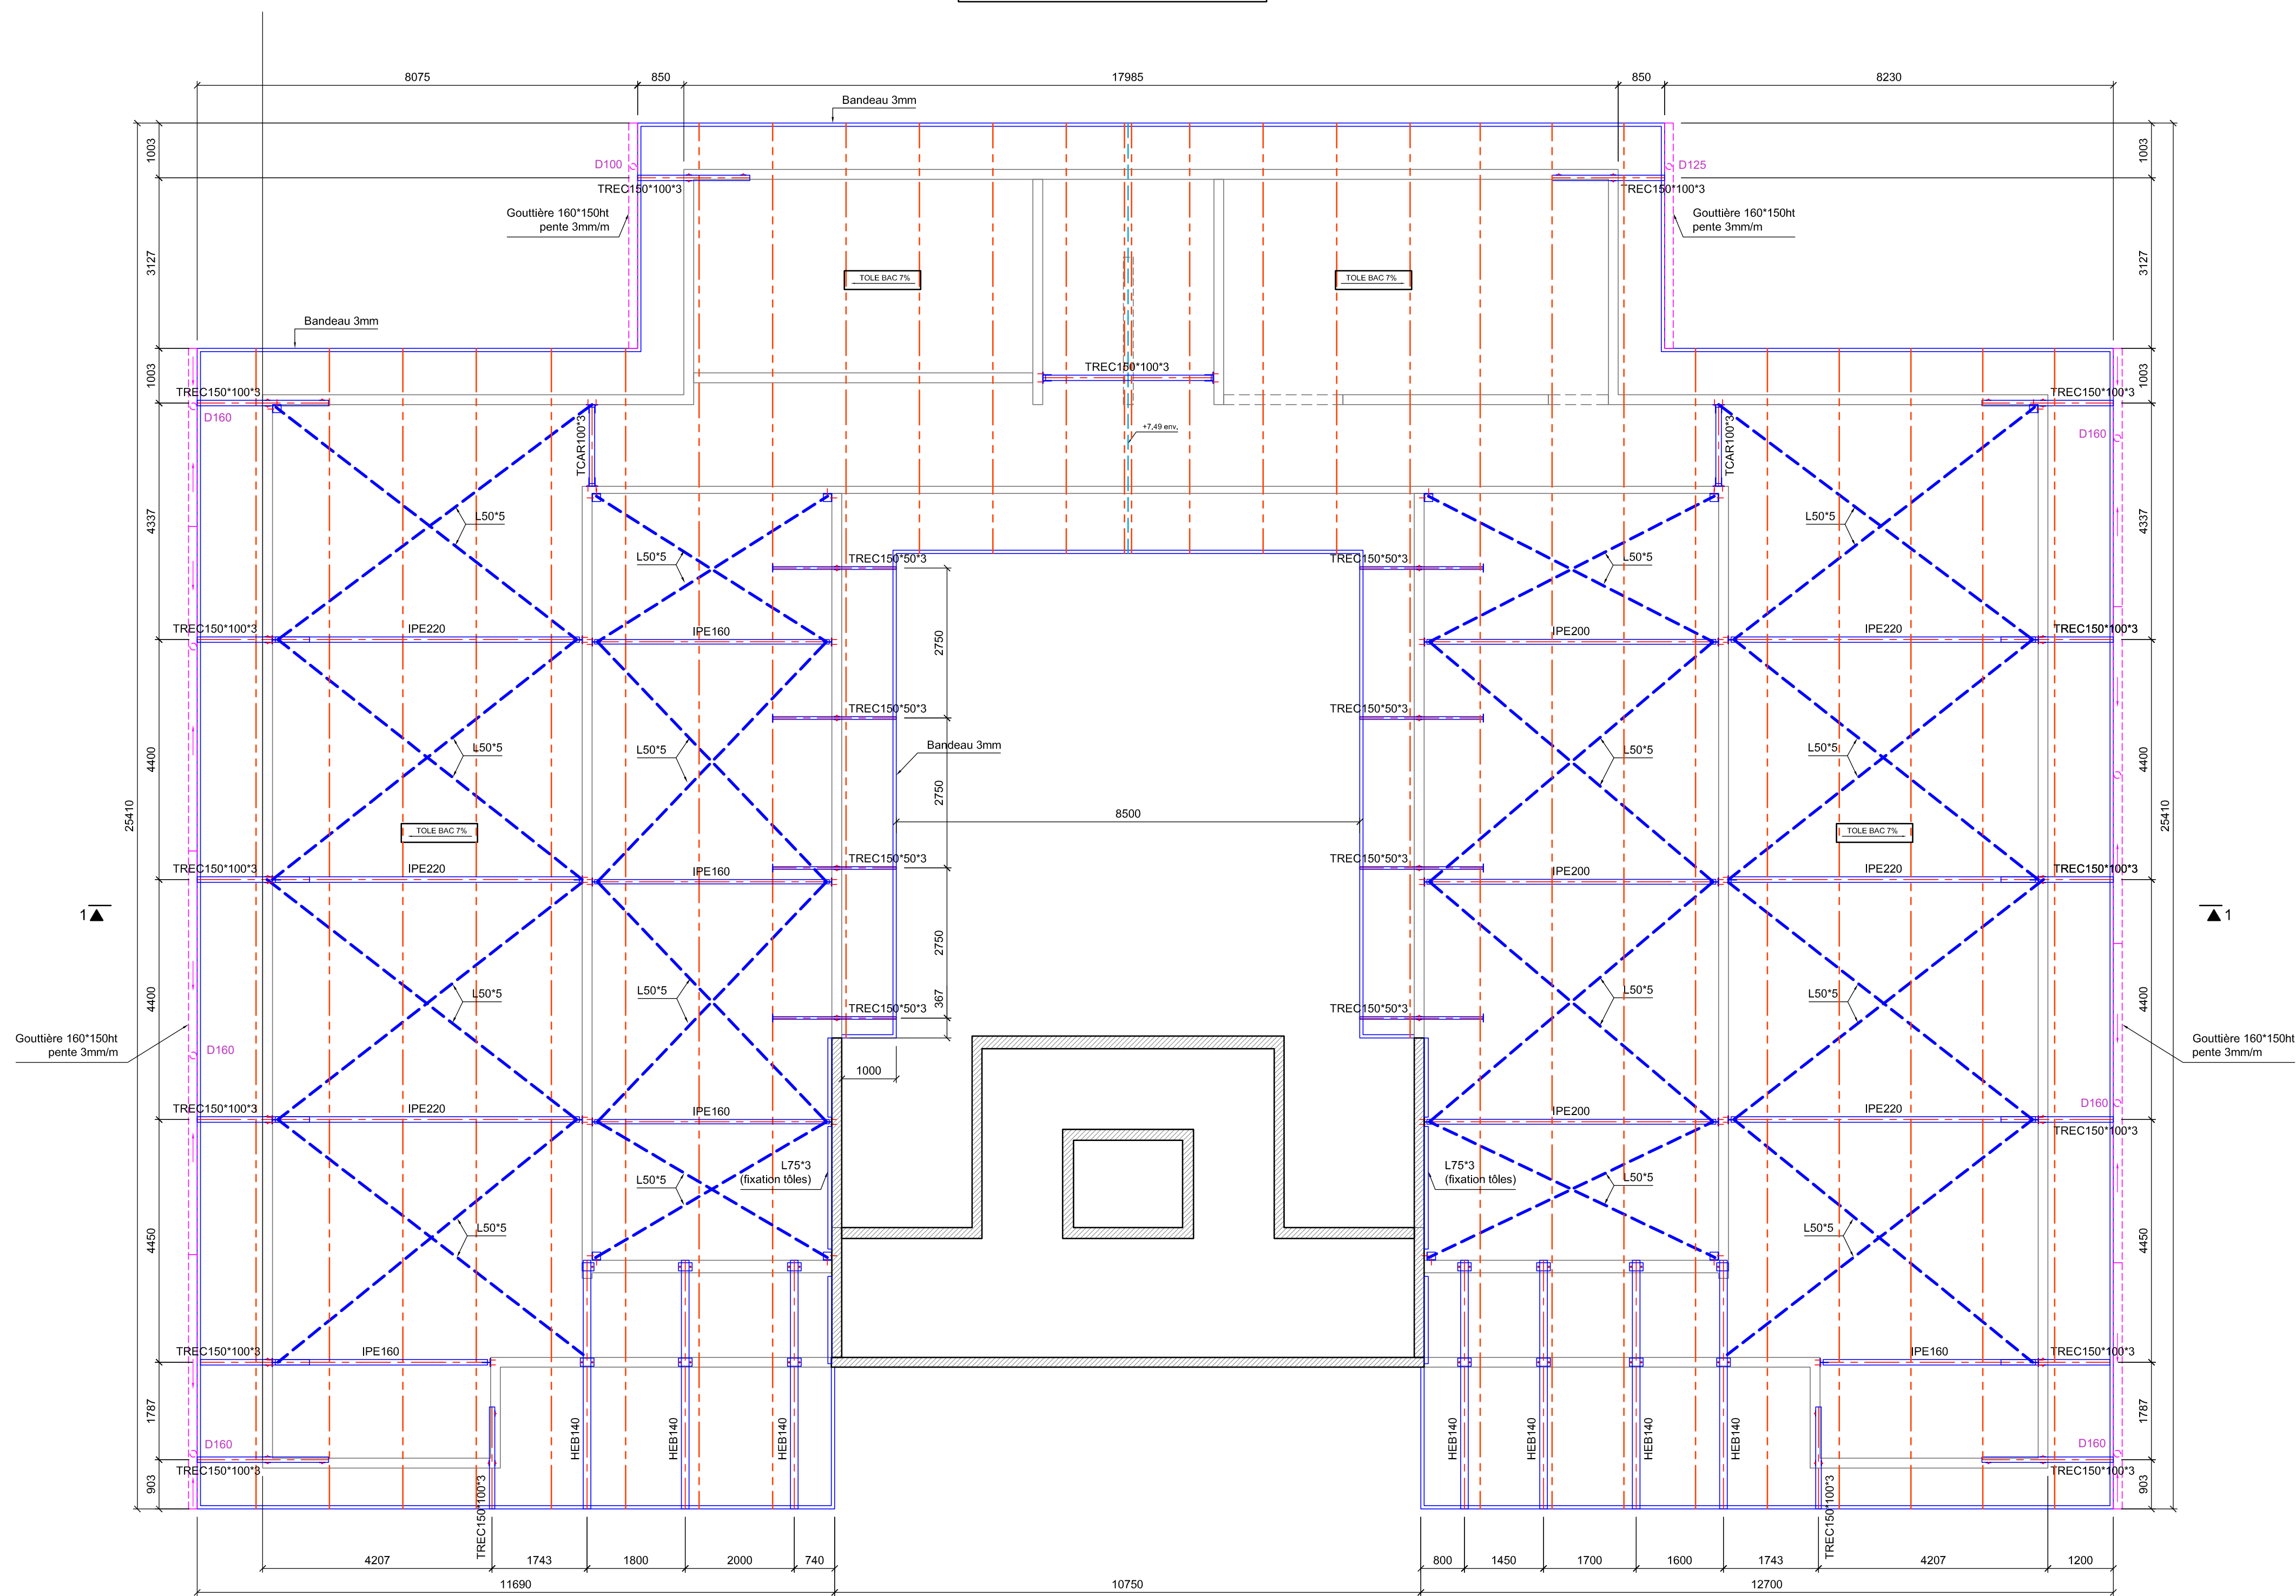 8075
850
17985
850
8230
Bandeau 3mm
1003
1003
D100
D125
TREC150*100*3
TREC150*100*3
Gouttière 160*150ht
pente 3mm/m
Gouttière 160*150ht
pente 3mm/m
3127
3127
TOLE BAC 7%
TOLE BAC 7%
Bandeau 3mm
1003
1003
TREC150*100*3
TREC150*100*3
TREC150*100*3
D160
D160
+7,49 env,
TCAR100*3
TCAR100*3
4337
4337
L50*5
L50*5
L50*5
L50*5
TREC150*50*3
TREC150*50*3
TREC150*100*3
IPE220
IPE160
IPE200
IPE220
TREC150*100*3
2750
TREC150*50*3
TREC150*50*3
4400
4400
L50*5
L50*5
Bandeau 3mm
L50*5
L50*5
2750
25410
25410
8500
TOLE BAC 7%
TOLE BAC 7%
TREC150*50*3
TREC150*50*3
TREC150*100*3
IPE220
IPE160
IPE200
IPE220
TREC150*100*3
1
1
2750
4400
4400
L50*5
L50*5
L50*5
L50*5
367
TREC150*50*3
TREC150*50*3
Gouttière 160*150ht
pente 3mm/m
D160
Gouttière 160*150ht
pente 3mm/m
1000
TREC150*100*3
IPE220
IPE160
IPE200
IPE220
D160
TREC150*100*3
L75*3
(fixation tôles)
L75*3
(fixation tôles)
L50*5
L50*5
4450
4450
L50*5
L50*5
TREC150*100*3
IPE160
IPE160
TREC150*100*3
1787
1787
HEB140
HEB140
HEB140
HEB140
HEB140
HEB140
HEB140
D160
D160
TREC150*100*3
TREC150*100*3
903
903
TREC150*100*3
TREC150*100*3
4207
1743
1800
2000
740
800
1450
1700
1600
1743
4207
1200
11690
10750
12700